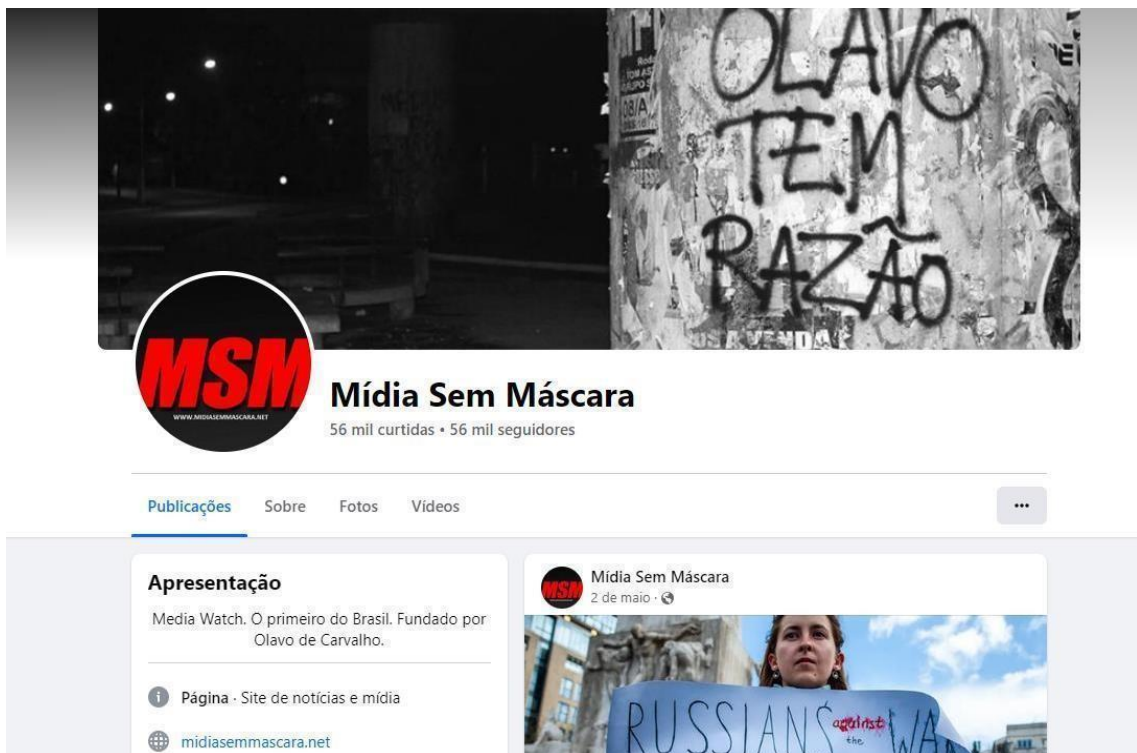 OLAVO
TEM
RAZÃO
MSM
WWW.MIDIASEMMASCARA.NET
Mídia Sem Máscara
56 mil curtidas • 56 mil seguidores
Publicações
Sobre
Fotos
Vídeos
Apresentação
Media Watch. O primeiro do Brasil. Fundado por
Olavo de Carvalho.
Página · Site de notícias e mídia
midiasemmascara.net
MSM
Mídia Sem Máscara
2 de maio
RUSSIANS against
the
WA